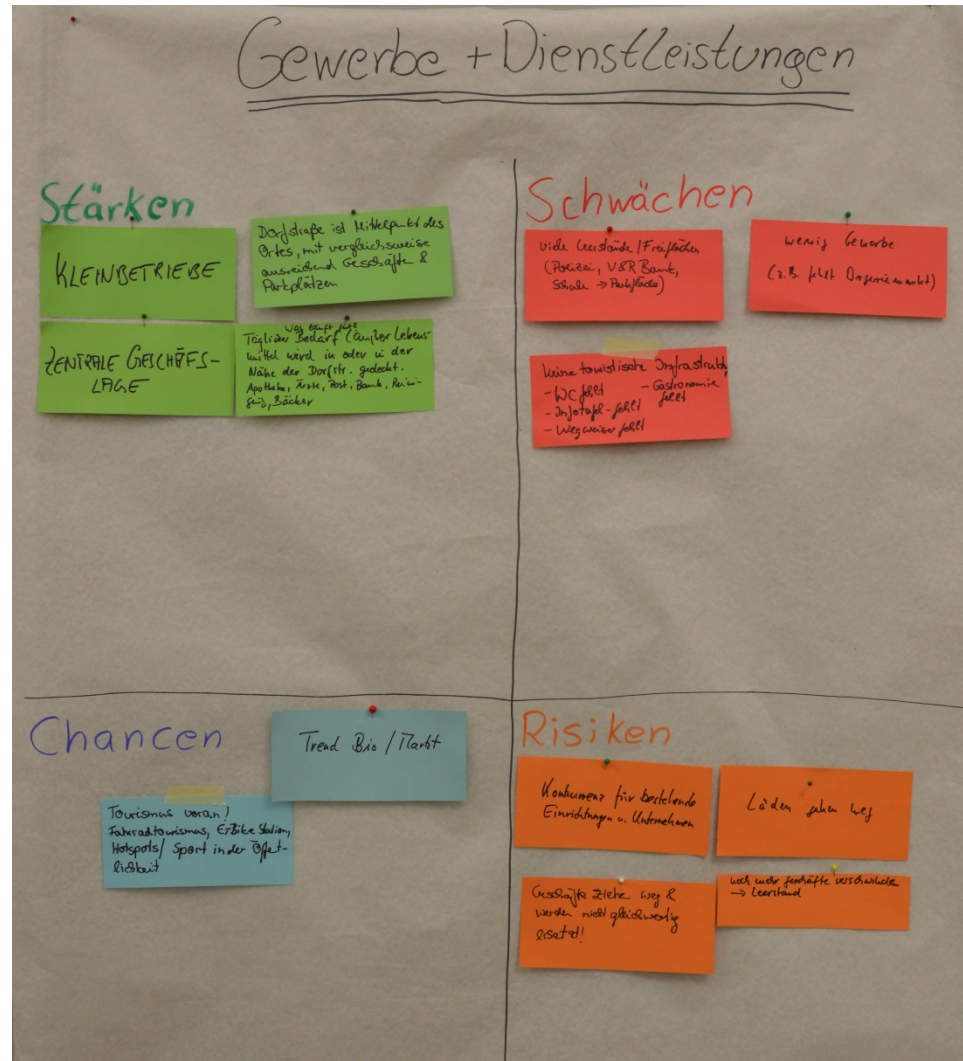 Gewerbe + Dienstleistungen
Stärken
KLEINBETRIEBE
Dorfstraße ist Mittelpunkt des
Ortes, mit vergleichsweise
ausreichend Geschäfte &
Parkplätzen
ZENTRALE GESCHÄFS-
LAGE
Täglicher Bedarf
mittel wird in oder in der
Nähe der Dorfstr. gedeckt.
Apotheke, Ärzte, Post, Bank, Reini-
gung, Bäcker
Schwächen
viele Leerstände/Freiflächen
(Polizei, V&R Bank,
Schule → Parkfläche)
wenig Gewerbe
(z.B. fehlt Drogeriemarkt)
keine touristische Infrastruktur
- WC fehlt - Gastronomie
fehlt
- Infotafel - fehlt
- Wegweiser fehlt
Chancen
Trend Bio / Markt
Tourismus voran!
Fahrradtourismus, E-Bike Station,
Hotspots/ Sport in der Öffent-
lichkeit
Risiken
Konkurrenz für bestehende
Einrichtungen u. Unternehmen
Läden gehen weg
Geschäfte ziehen weg &
werden nicht gleichwertig
ersetzt!
noch mehr Geschäfte verschwinden
→ Leerstand